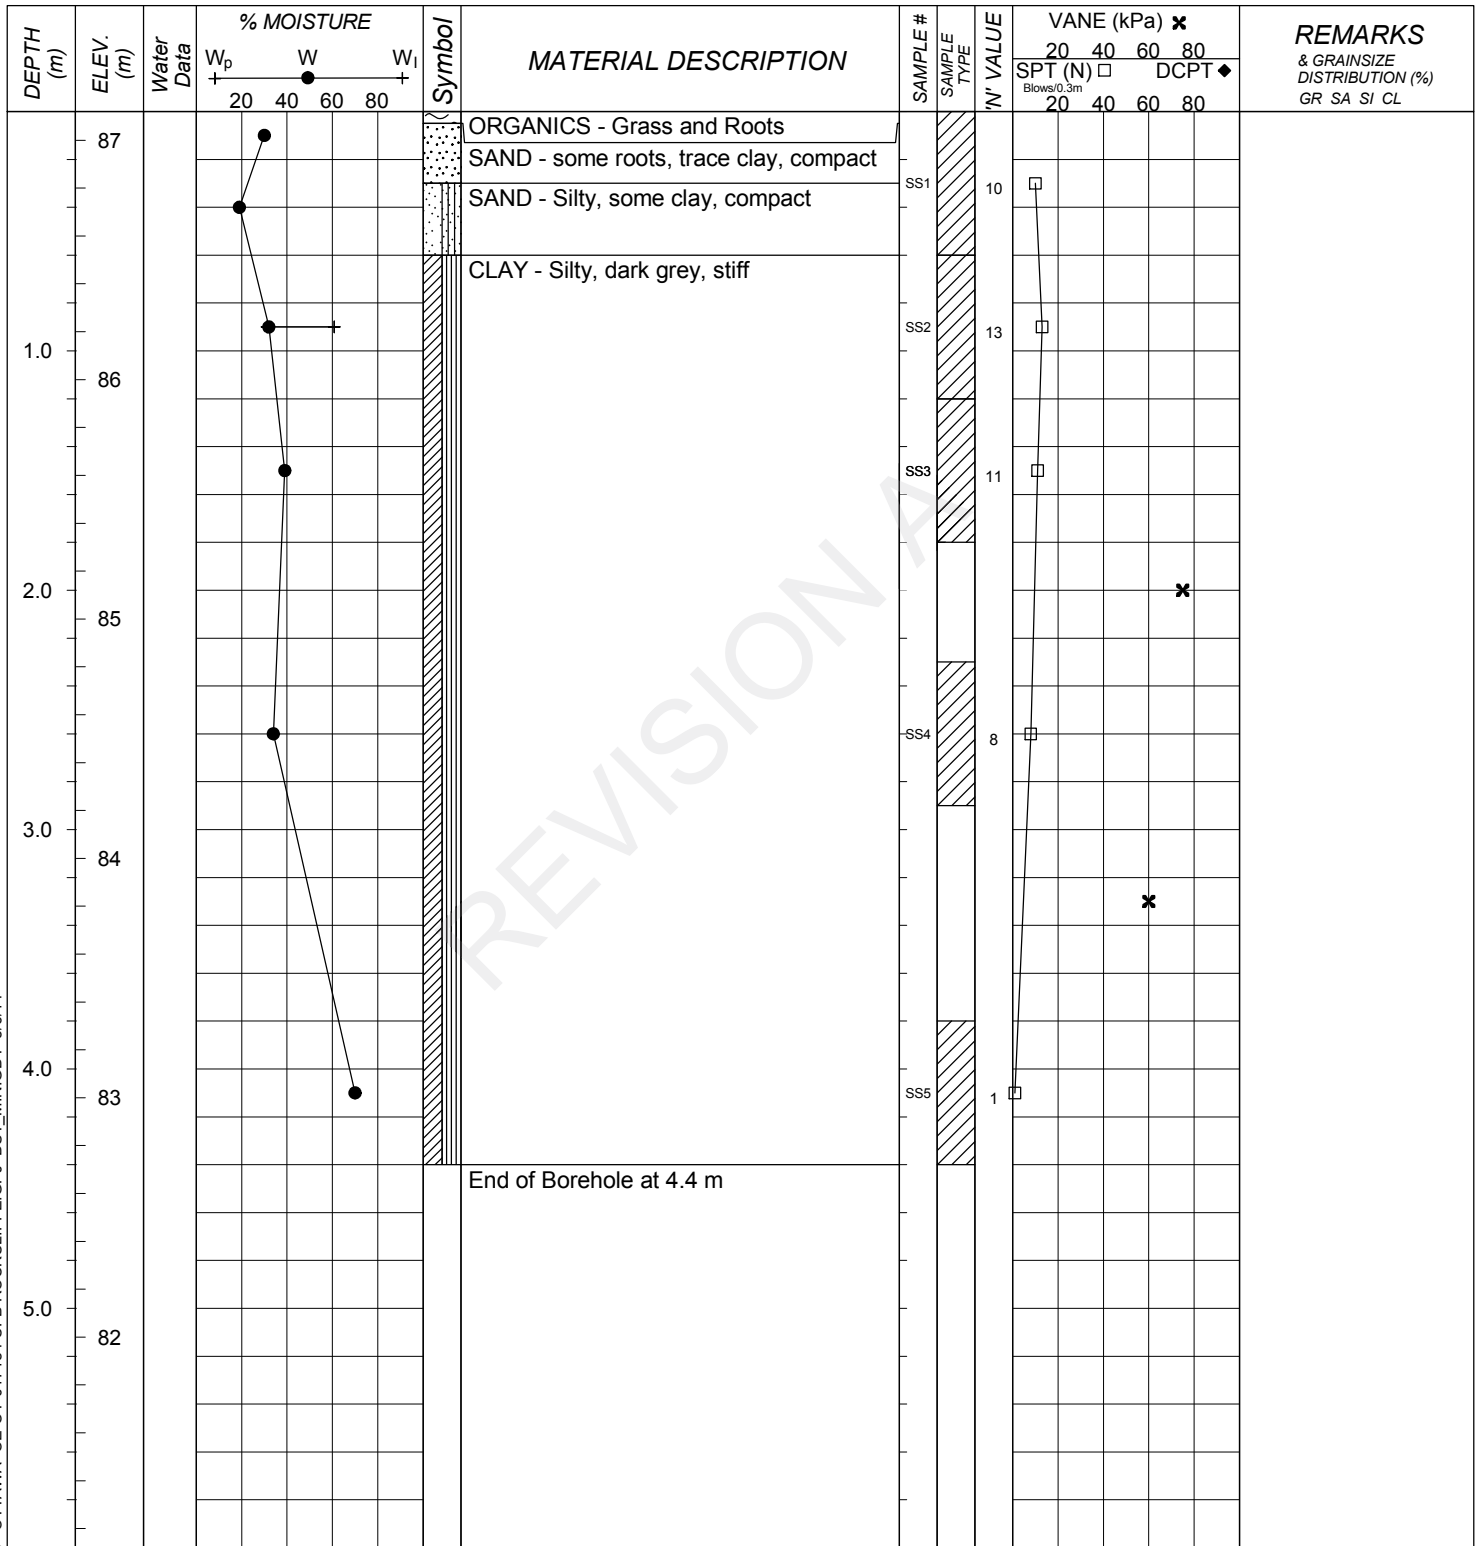 DEPTH (m)
ELEV. (m)
Water Data
% MOISTURE
Wp W Wl
20 40 60 80
Symbol
MATERIAL DESCRIPTION
SAMPLE #
SAMPLE TYPE
'N' VALUE
VANE (kPa) ✖
20 40 60 80
SPT (N) □ DCPT ◆
Blows/0.3m
20 40 60 80
REMARKS
& GRAINSIZE
DISTRIBUTION (%)
GR SA SI CL
ORGANICS - Grass and Roots
87
SAND - some roots, trace clay, compact
SS1 10
SAND - Silty, some clay, compact
CLAY - Silty, dark grey, stiff
SS2 13
1.0
86
SS3 11
2.0
85
SS4 8
3.0
84
4.0
83
SS5 1
End of Borehole at 4.4 m
5.0
82
REVISION A